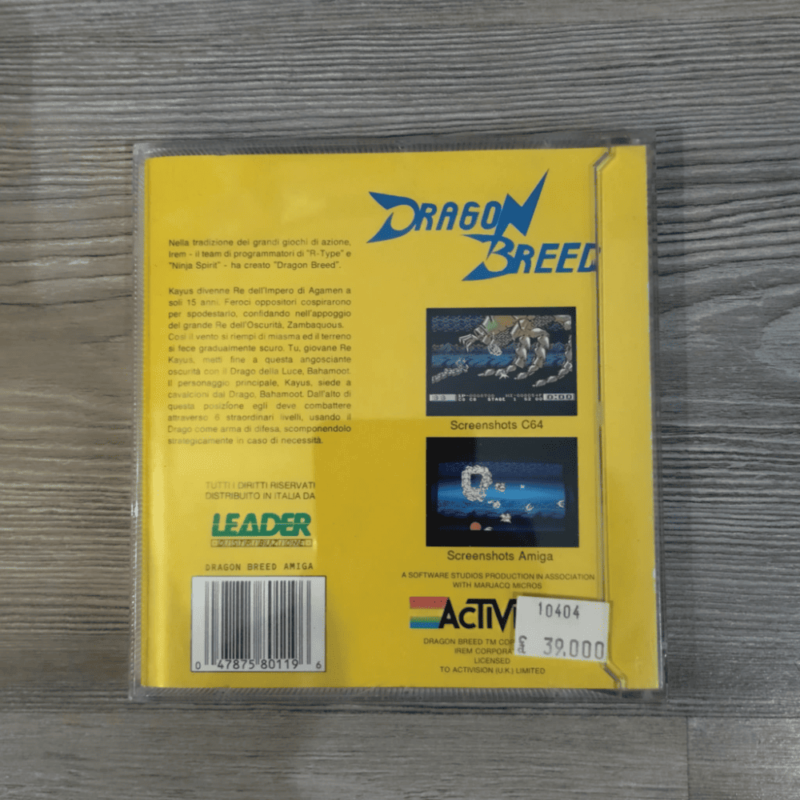 DRAGON
BREED
Nella tradizione dei grandi giochi di azione,
Irem - il team di programmatori di "R-Type" e
"Ninja Spirit" - ha creato "Dragon Breed".
Kayus divenne Re dell'Impero di Agamen a
soli 15 anni. Feroci oppositori cospirarono
per spodestarlo, confidando nell'appoggio
del grande Re dell'Oscurità, Zambaquous.
Così il vento si riempì di miasma ed il terreno
si fece gradualmente scuro. Tu, giovane Re
Kayus, metti fine a questa angosciante
oscurità con il Drago della Luce, Bahamoot.
Il personaggio principale, Kayus, siede a
cavalcioni del Drago, Bahamoot. Dall'alto di
questa posizione egli deve combattere
attraverso 6 straordinari livelli, usando il
Drago come arma di difesa, scomponendolo
strategicamente in caso di necessità.
Screenshots C64
Screenshots Amiga
TUTTI I DIRITTI RISERVATI
DISTRIBUITO IN ITALIA DA
LEADER
DISTRIBUZIONE
DRAGON BREED AMIGA
0 47875 80119 6
A SOFTWARE STUDIOS PRODUCTION IN ASSOCIATION
WITH MARJACQ MICROS
ACTIV
DRAGON BREED TM COP
IREM CORPORA
LICENSED
TO ACTIVISION (U.K.) LIMITED
10404
£ 39.000